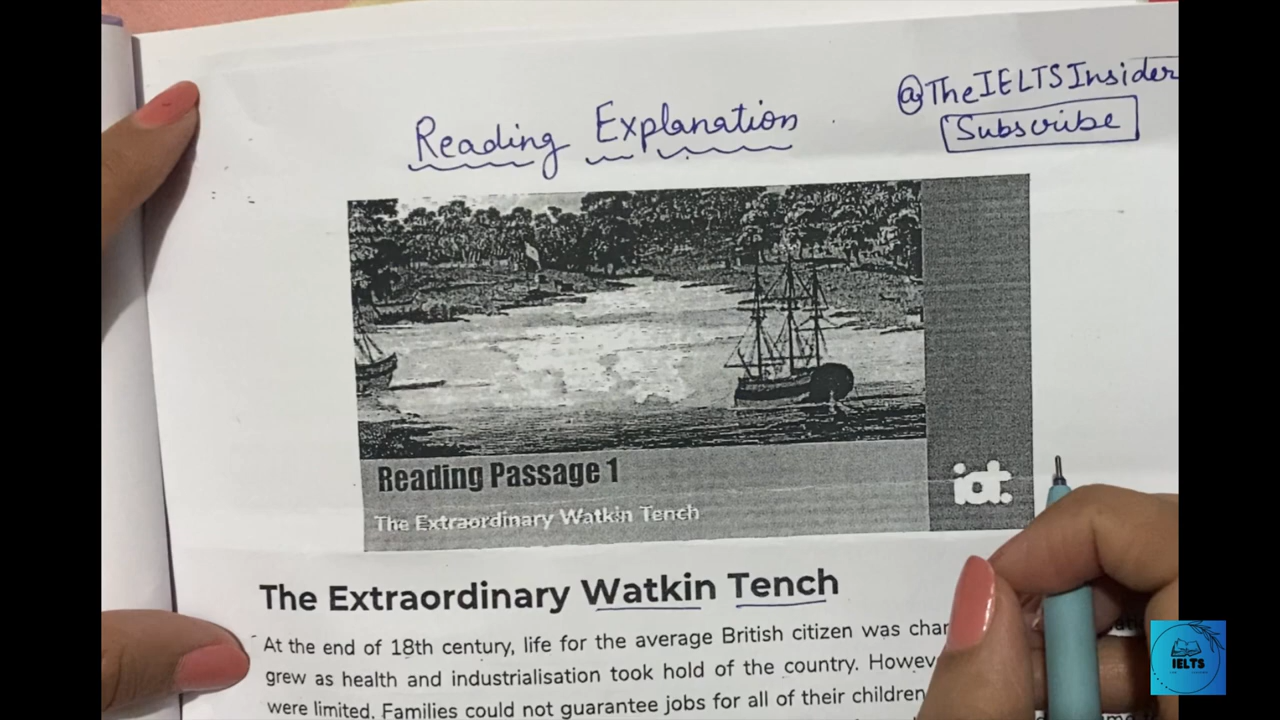 @TheIELTSInsider
Subscribe
Reading Explanation
Reading Passage 1
The Extraordinary Watkin Tench
iot.
The Extraordinary Watkin Tench
At the end of 18th century, life for the average British citizen was
grew as health and industrialisation took hold of the country.
were limited. Families could not guarantee jobs for all of their children
IELTS